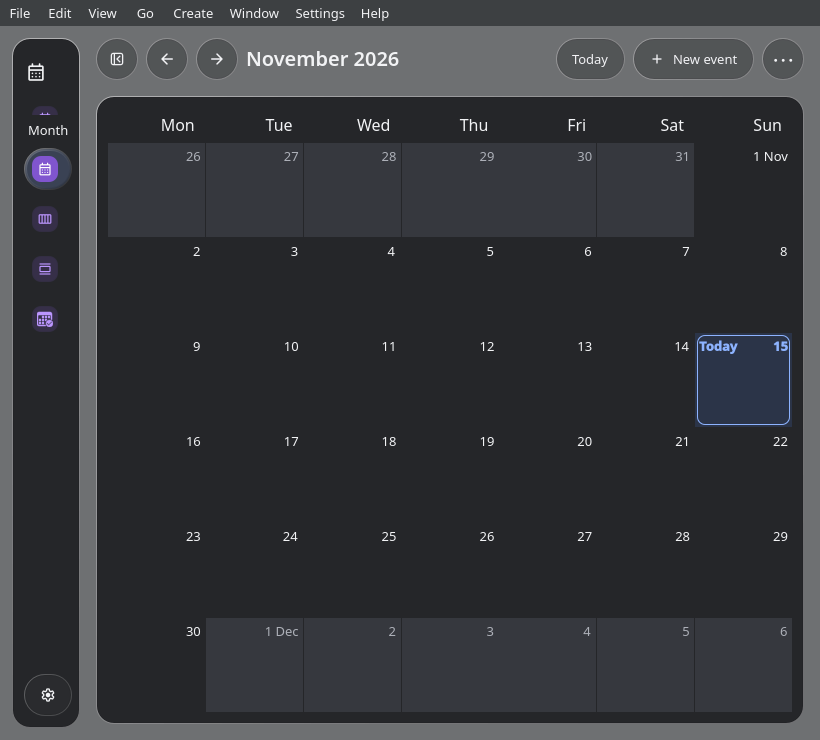 File Edit View Go Create Window Settings Help
November 2026
Today
New event
Month
Mon Tue Wed Thu Fri Sat Sun
26 27 28 29 30 31 1 Nov
2 3 4 5 6 7 8
9 10 11 12 13 14 Today 15
16 17 18 19 20 21 22
23 24 25 26 27 28 29
30 1 Dec 2 3 4 5 6